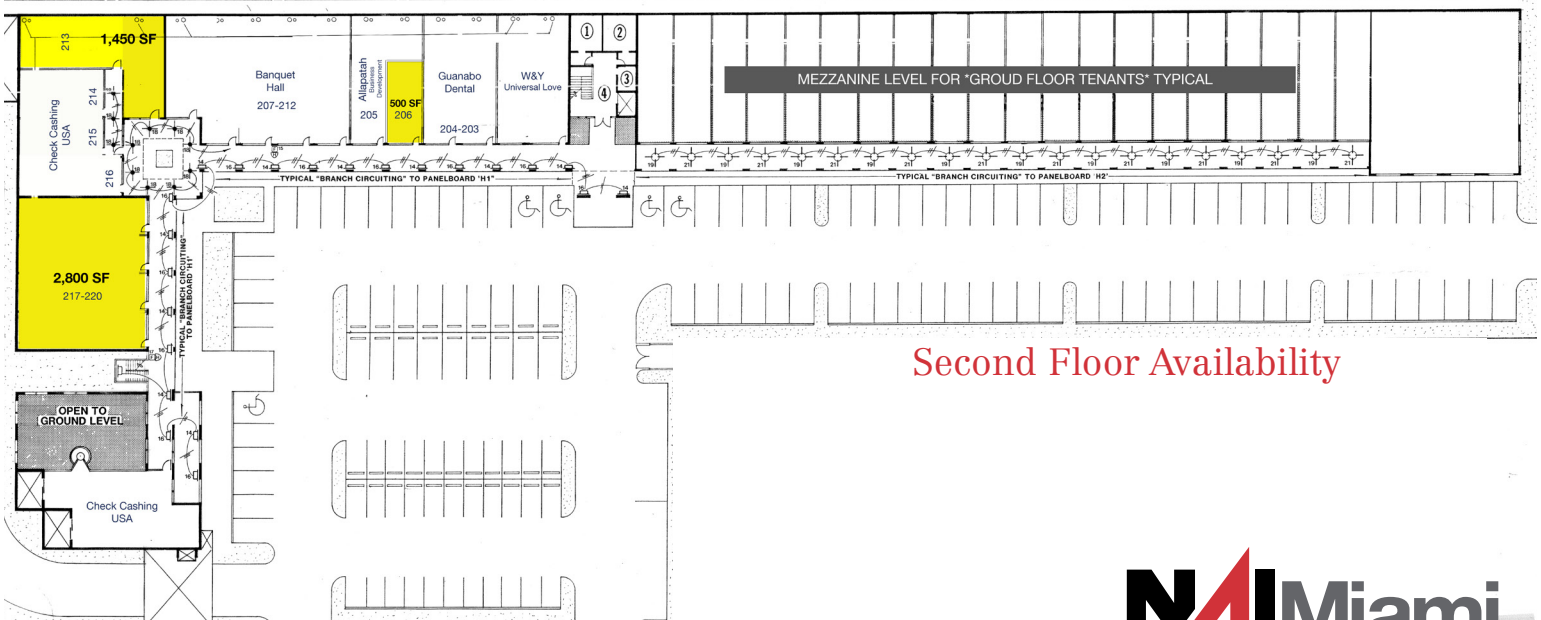 213
1,450 SF
Check Cashing
USA
214
215
216
Banquet
Hall
207-212
Allapatah
Business
Development
205
500 SF
206
Guanabo
Dental
204-203
W&Y
Universal Love
1
2
3
4
MEZZANINE LEVEL FOR *GROUD FLOOR TENANTS* TYPICAL
TYPICAL "BRANCH CIRCUITING" TO PANELBOARD 'H1'
TYPICAL "BRANCH CIRCUITING" TO PANELBOARD 'H2'
2,800 SF
217-220
TYPICAL "BRANCH CIRCUITING"
TO PANELBOARD 'H1'
Second Floor Availability
OPEN TO
GROUND LEVEL
Check Cashing
USA
NAI Miami